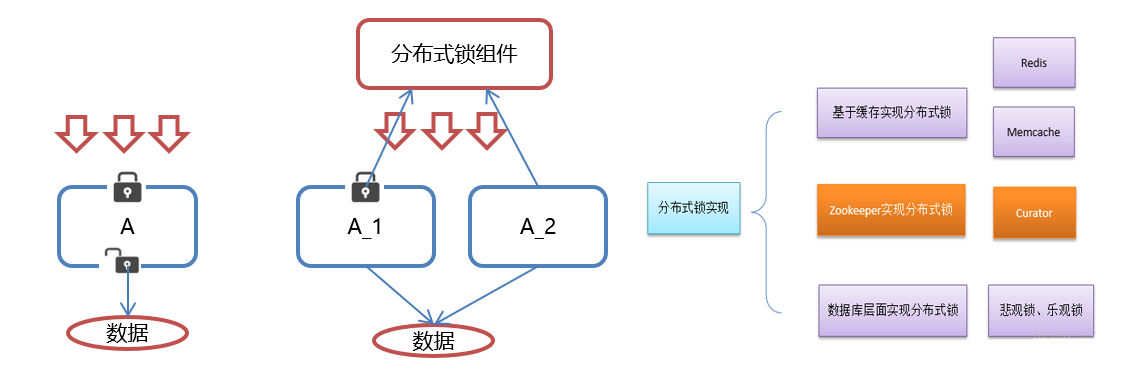 A
数据
分布式锁组件
A_1
A_2
数据
分布式锁实现
基于缓存实现分布式锁
Redis
Memcache
Zookeeper实现分布式锁
Curator
数据库层面实现分布式锁
悲观锁、乐观锁